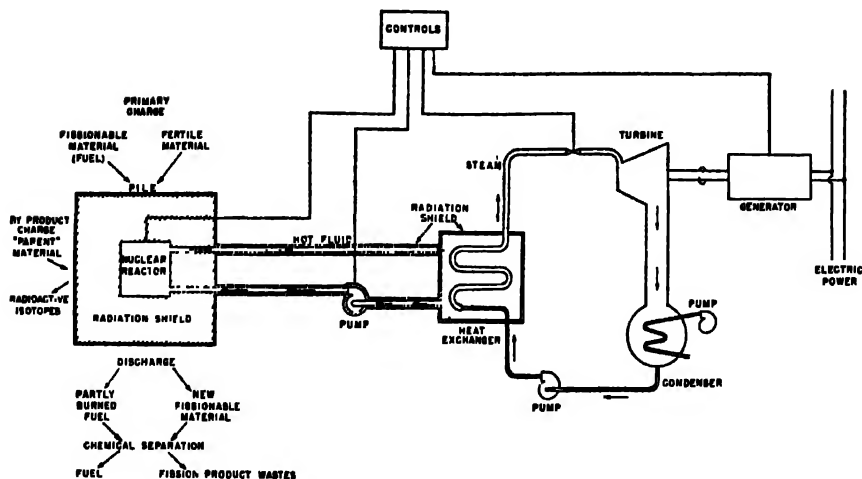 CONTROLS
PRIMARY
CHARGE
FISSIONABLE
MATERIAL
(FUEL)
FERTILE
MATERIAL
PILE
BY PRODUCT
CHARGE
"PARENT"
MATERIAL
RADIOACTIVE
ISOTOPES
NUCLEAR
REACTOR
RADIATION SHIELD
HOT FLUID
PUMP
RADIATION
SHIELD
STEAM
HEAT
EXCHANGER
TURBINE
GENERATOR
ELECTRIC
POWER
PUMP
CONDENSER
PUMP
DISCHARGE
PARTLY
BURNED
FUEL
NEW
FISSIONABLE
MATERIAL
CHEMICAL SEPARATION
FUEL
FISSION PRODUCT WASTES